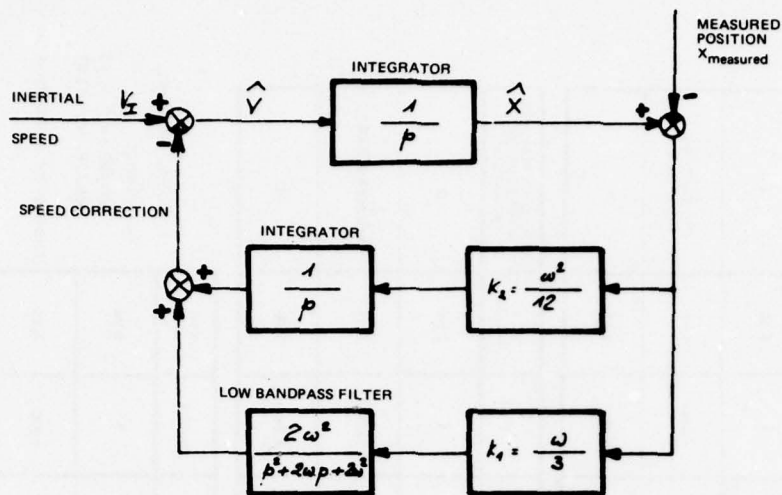 MEASURED
POSITION
X measured
INTEGRATOR
INERTIAL
SPEED
V_I
+
-
V̂
1/p
X̂
+
-
SPEED CORRECTION
INTEGRATOR
+
+
1/p
K₂ = ω²/12
LOW BANDPASS FILTER
2ω²/(p²+2ωp+2ω²)
K₁ = ω/3